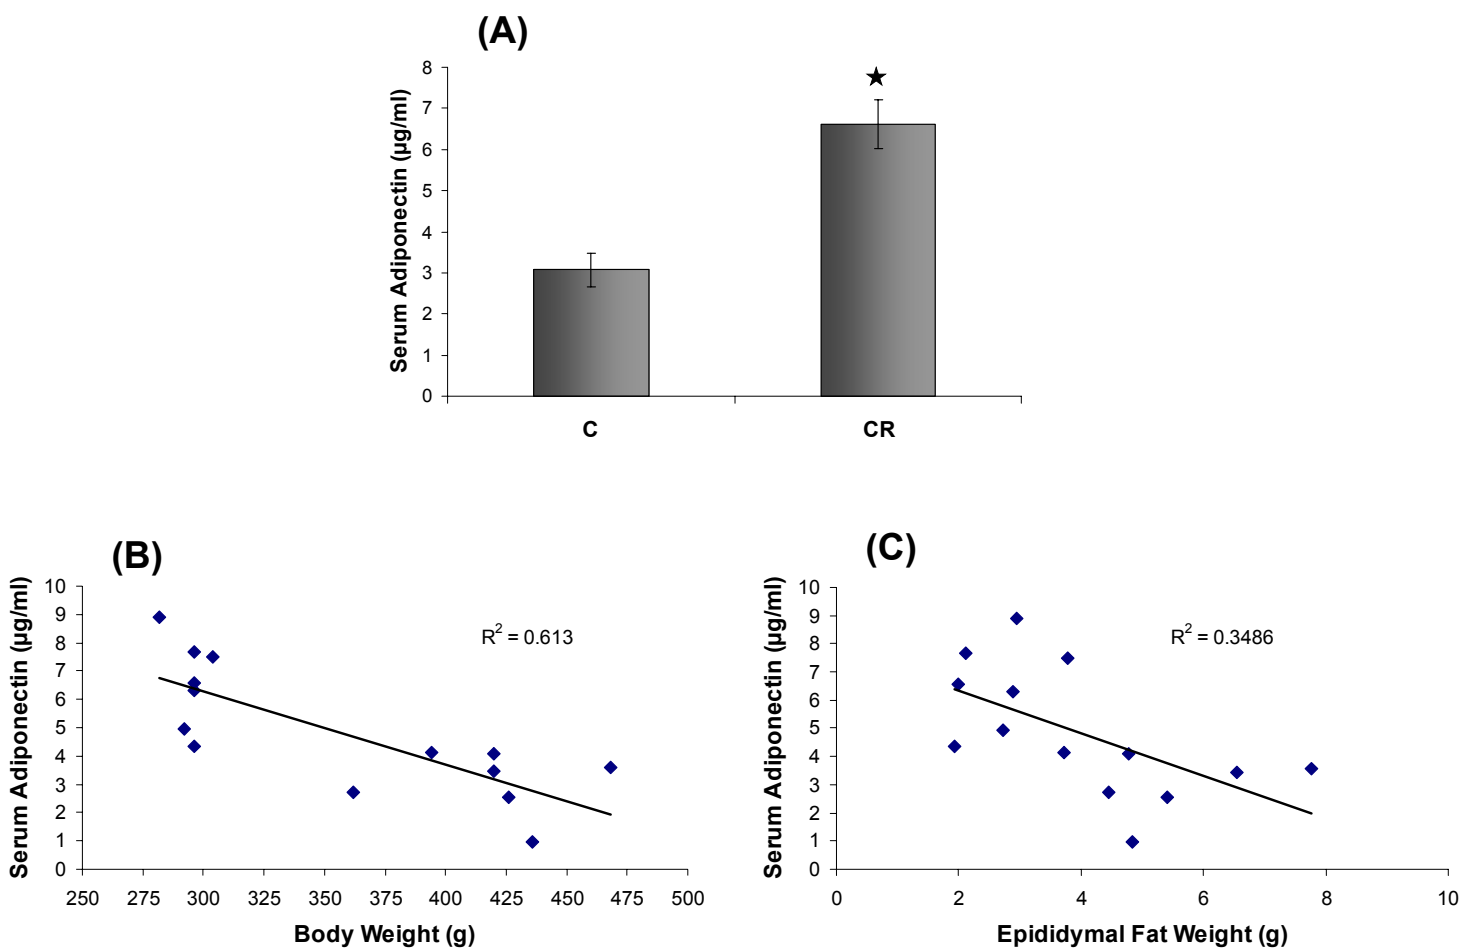 (A)
Serum Adiponectin (µg/ml)
8
7
6
5
4
3
2
1
0
★
C CR
(B)
Serum Adiponectin (µg/ml)
10
9
8
7
6
5
4
3
2
1
0
R² = 0.613
250 275 300 325 350 375 400 425 450 475 500
Body Weight (g)
(C)
Serum Adiponectin (µg/ml)
10
9
8
7
6
5
4
3
2
1
0
R² = 0.3486
0 2 4 6 8 10
Epididymal Fat Weight (g)